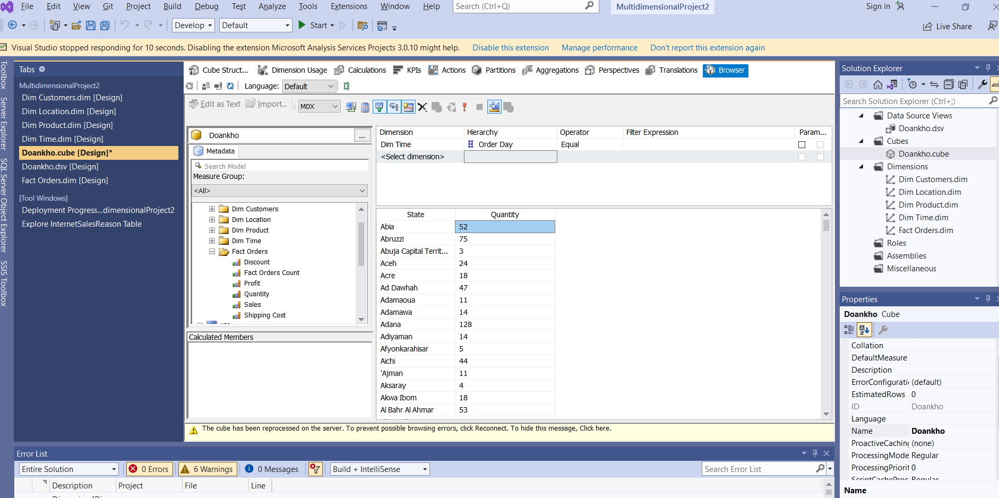 File Edit View Git Project Build Debug Test Analyze Tools Extensions Window Help Search (Ctrl+Q) MultidimensionalProject2 Sign in
Develop Default Start Live Share
Visual Studio stopped responding for 10 seconds. Disabling the extension Microsoft Analysis Services Projects 3.0.10 might help. Disable this extension Manage performance Don't report this extension again
Toolbox
Server Explorer
SQL Server Object Explorer
SSIS Toolbox
Tabs
MultidimensionalProject2
Dim Customers.dim [Design]
Dim Location.dim [Design]
Dim Product.dim [Design]
Dim Time.dim [Design]
Doankho.cube [Design]*
Doankho.dsv [Design]
Fact Orders.dim [Design]
[Tool Windows]
Deployment Progress...dimensionalProject2
Explore InternetSalesReason Table
Cube Struct... Dimension Usage Calculations KPIs Actions Partitions Aggregations Perspectives Translations Browser
Language: Default
Edit as Text Import... MDX
Doankho ...
Metadata
Search Model
Measure Group:
<All>
Dim Customers
Dim Location
Dim Product
Dim Time
Fact Orders
Discount
Fact Orders Count
Profit
Quantity
Sales
Shipping Cost
Calculated Members
Dimension Hierarchy Operator Filter Expression Param...
Dim Time Order Day Equal
<Select dimension>
State Quantity
Abia 52
Abruzzi 75
Abuja Capital Territ... 3
Aceh 24
Acre 18
Ad Dawhah 47
Adamaoua 11
Adamawa 14
Adana 128
Adiyaman 14
Afyonkarahisar 5
Aichi 44
'Ajman 11
Aksaray 4
Akwa Ibom 18
Al Bahr Al Ahmar 53
The cube has been reprocessed on the server. To prevent possible browsing errors, click Reconnect. To hide this message, Click here.
Error List
Entire Solution 0 Errors 6 Warnings 0 Messages Build + IntelliSense Search Error List
Description Project File Line
Solution Explorer
Search Solution Explorer (Ctrl+;)
Data Source Views
Doankho.dsv
Cubes
Doankho.cube
Dimensions
Dim Customers.dim
Dim Location.dim
Dim Product.dim
Dim Time.dim
Fact Orders.dim
Roles
Assemblies
Miscellaneous
Properties
Doankho Cube
Collation
DefaultMeasure
Description
ErrorConfigurati (default)
EstimatedRows 0
ID Doankho
Language
Name Doankho
ProactiveCaching (none)
ProcessingMode Regular
ProcessingPriorit 0
ScriptCacheProc Regular
Name